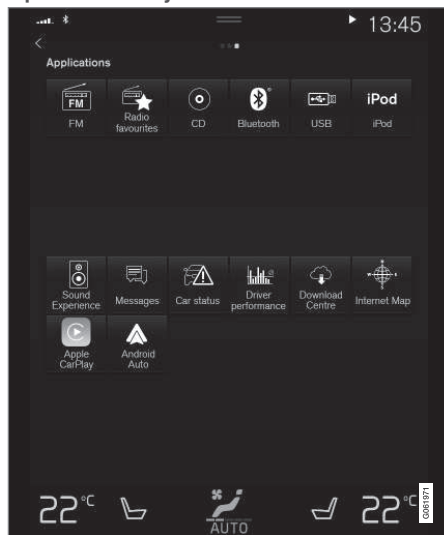 13:45
Applications
FM
FM
Radio
favourites
CD
Bluetooth
USB
iPod
iPod
Sound
Experience
Messages
Car status
Driver
performance
Download
Centre
Internet Map
Apple
CarPlay
Android
Auto
22°C
AUTO
22°C
G061971